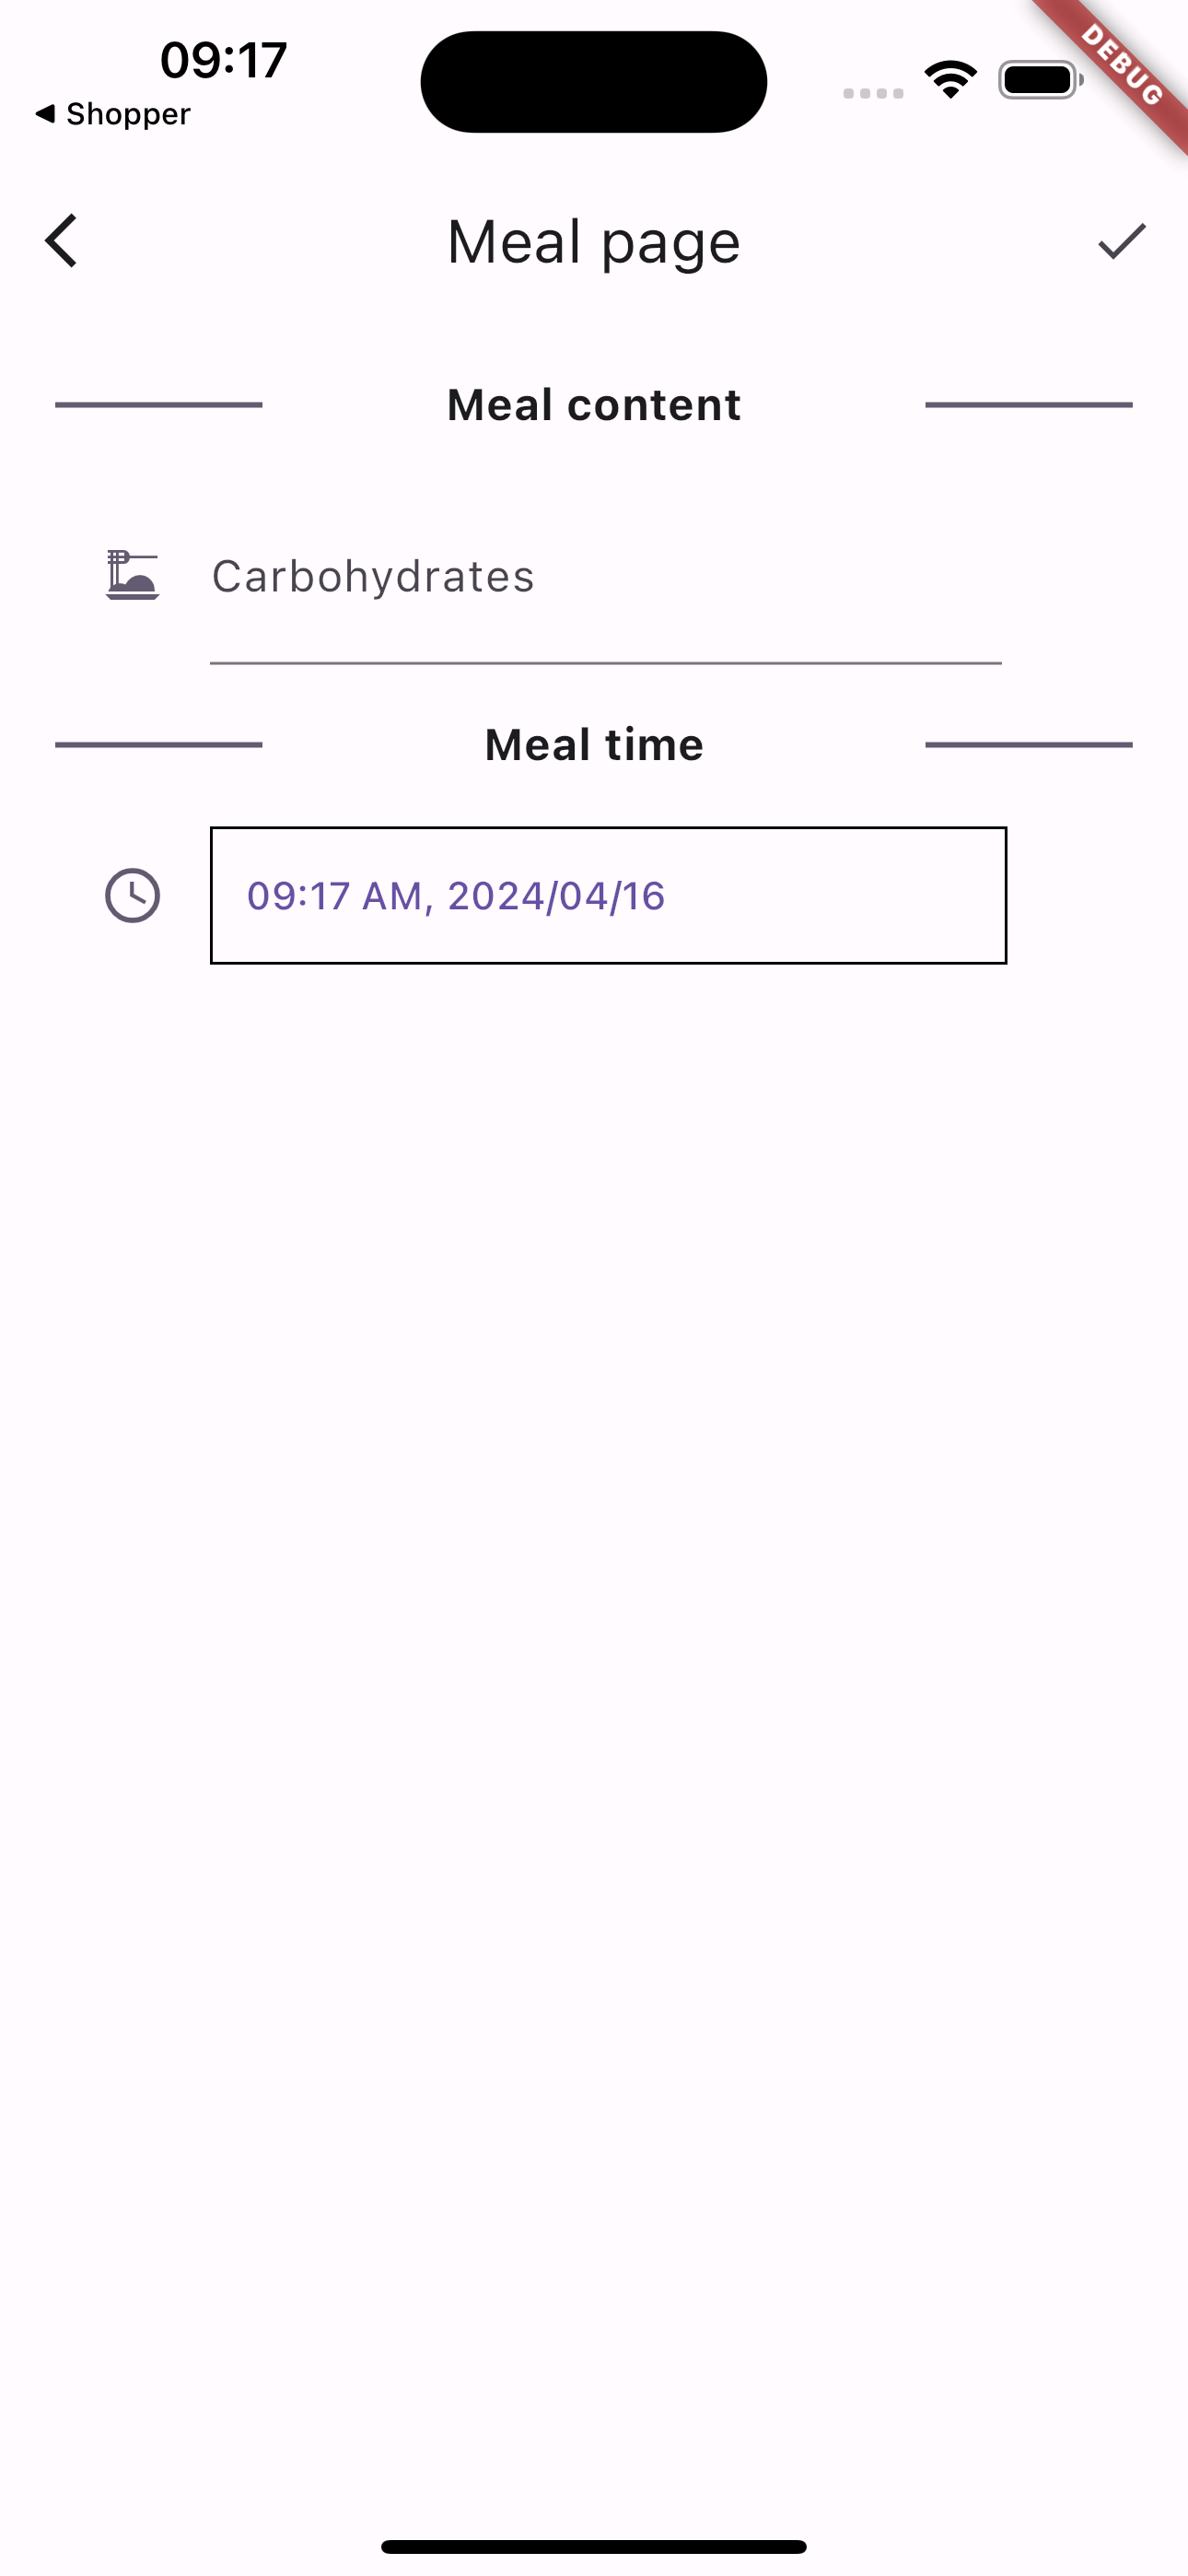 09:17
DEBUG
◀ Shopper
Meal page
Meal content
Carbohydrates
Meal time
09:17 AM, 2024/04/16